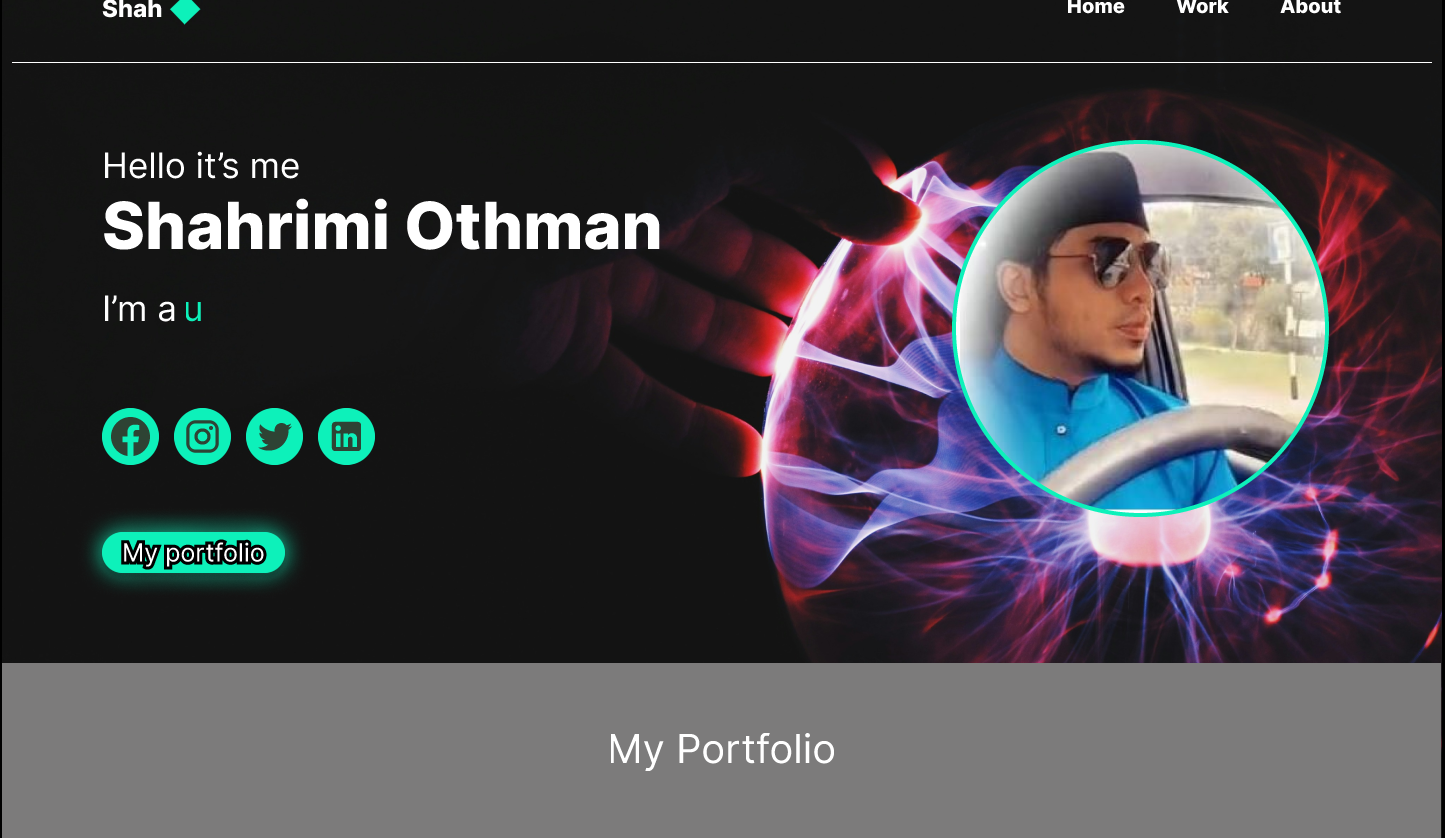 Shah
Home Work About
Hello it’s me
Shahrimi Othman
I’m a u
My portfolio
My Portfolio